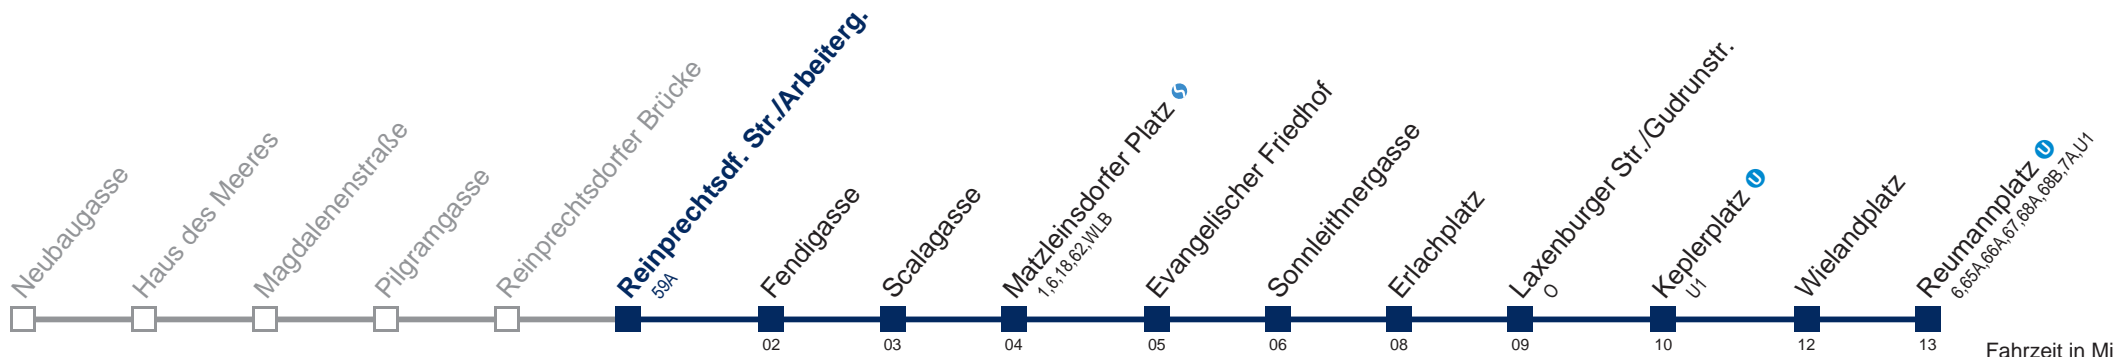 Neubaugasse
Haus des Meeres
Magdalenenstraße
Pilgramgasse
Reinprechtsdorfer Brücke
Reinprechtsdf. Str./Arbeiterg.
59A
Fendigasse
Scalagasse
Matzleinsdorfer Platz S
1,6,18,62,WLB
Evangelischer Friedhof
Sonnleithnergasse
Erlachplatz
Laxenburger Str./Gudrunstr.
O
Keplerplatz U
U1
Wielandplatz
Reumannplatz U
6,65A,66A,67,68A,68B,7A,U1
02 03 04 05 06 08 09 10 12 13
Fahrzeit in Mi